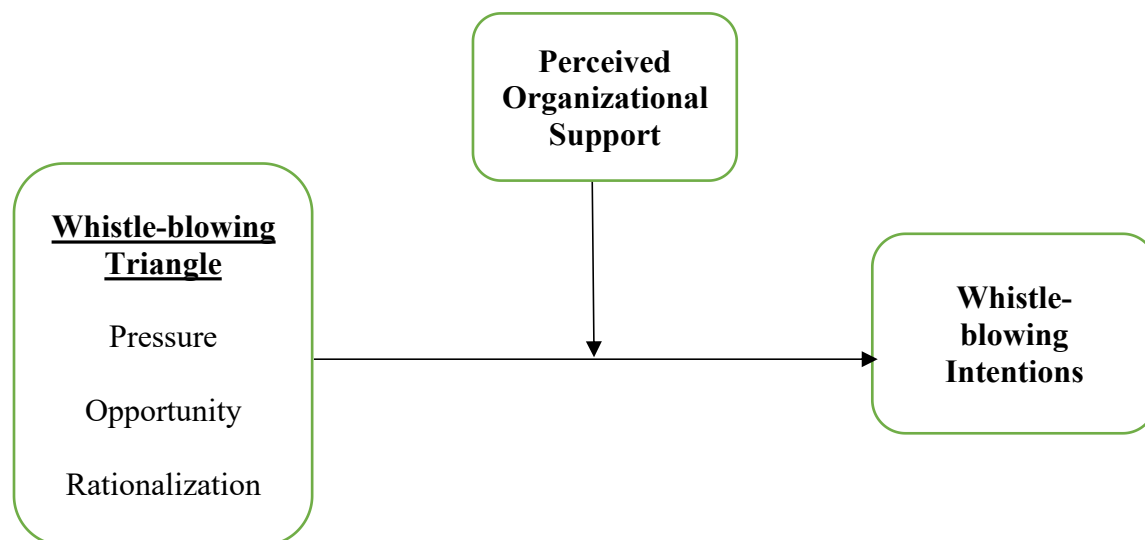 Perceived
Organizational
Support
Whistle-blowing
Triangle
Pressure
Opportunity
Rationalization
Whistle-
blowing
Intentions